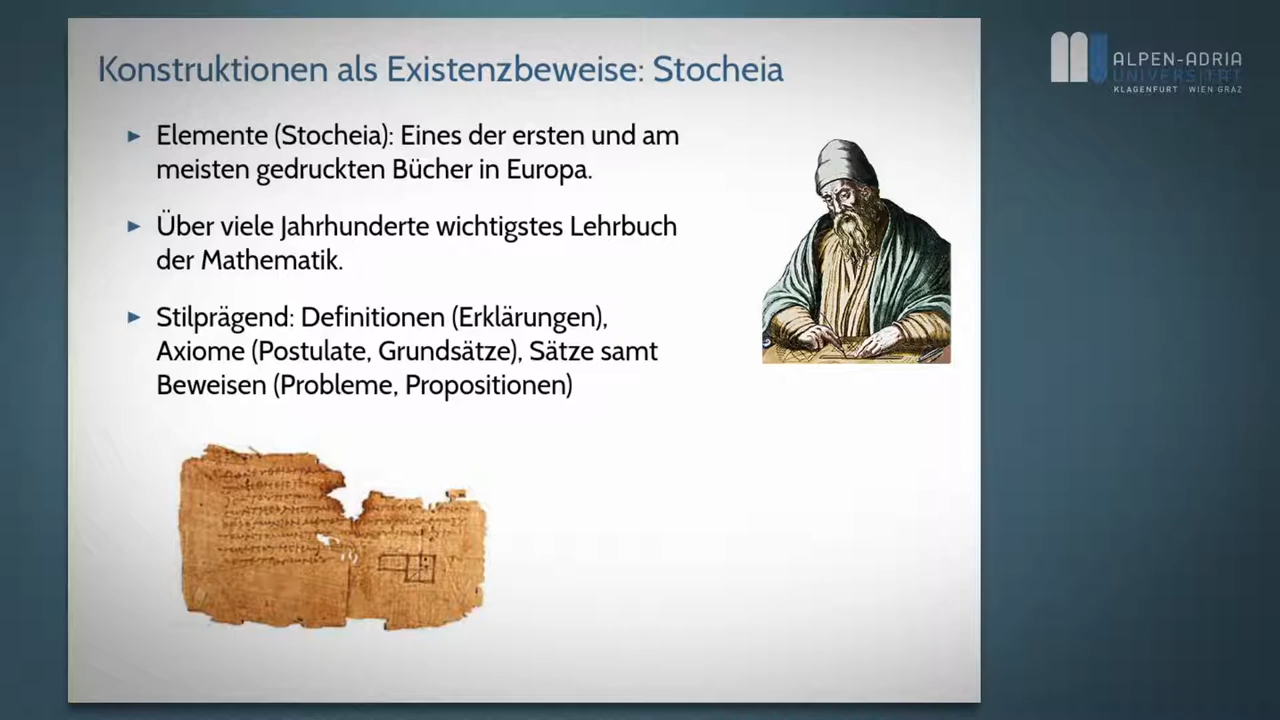 Konstruktionen als Existenzbeweise: Stocheia
Elemente (Stocheia): Eines der ersten und am
meisten gedruckten Bücher in Europa.
Über viele Jahrhunderte wichtigstes Lehrbuch
der Mathematik.
Stilprägend: Definitionen (Erklärungen),
Axiome (Postulate, Grundsätze), Sätze samt
Beweisen (Probleme, Propositionen)
ALPEN-ADRIA
UNIVERSITÄT
KLAGENFURT WIEN GRAZ